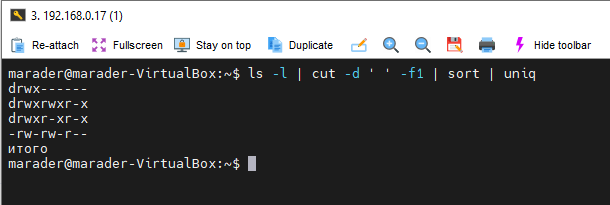 3. 192.168.0.17 (1)
Re-attach Fullscreen Stay on top Duplicate Hide toolbar
marader@marader-VirtualBox:~$ ls -l | cut -d ' ' -f1 | sort | uniq
drwx------
drwxrwxr-x
drwxr-xr-x
-rw-rw-r--
итого
marader@marader-VirtualBox:~$